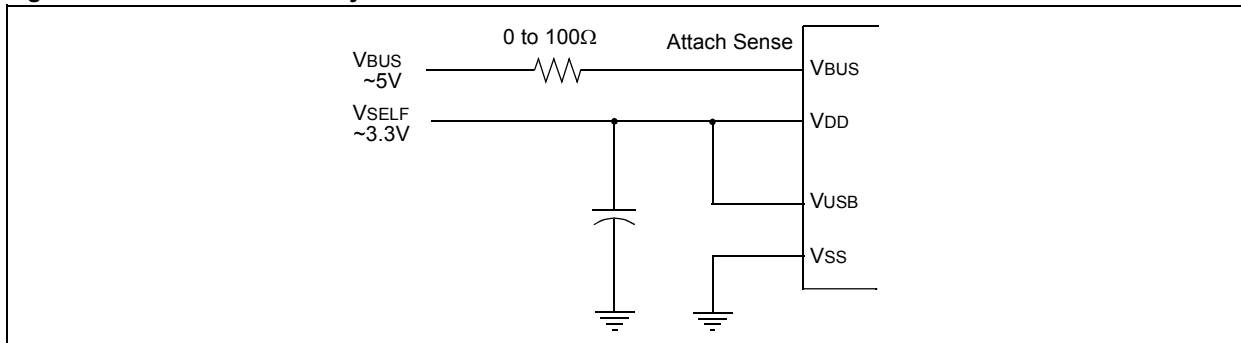 0 to 100Ω
Attach Sense
VBUS
~5V
VBUS
VSELF
~3.3V
VDD
VUSB
VSS